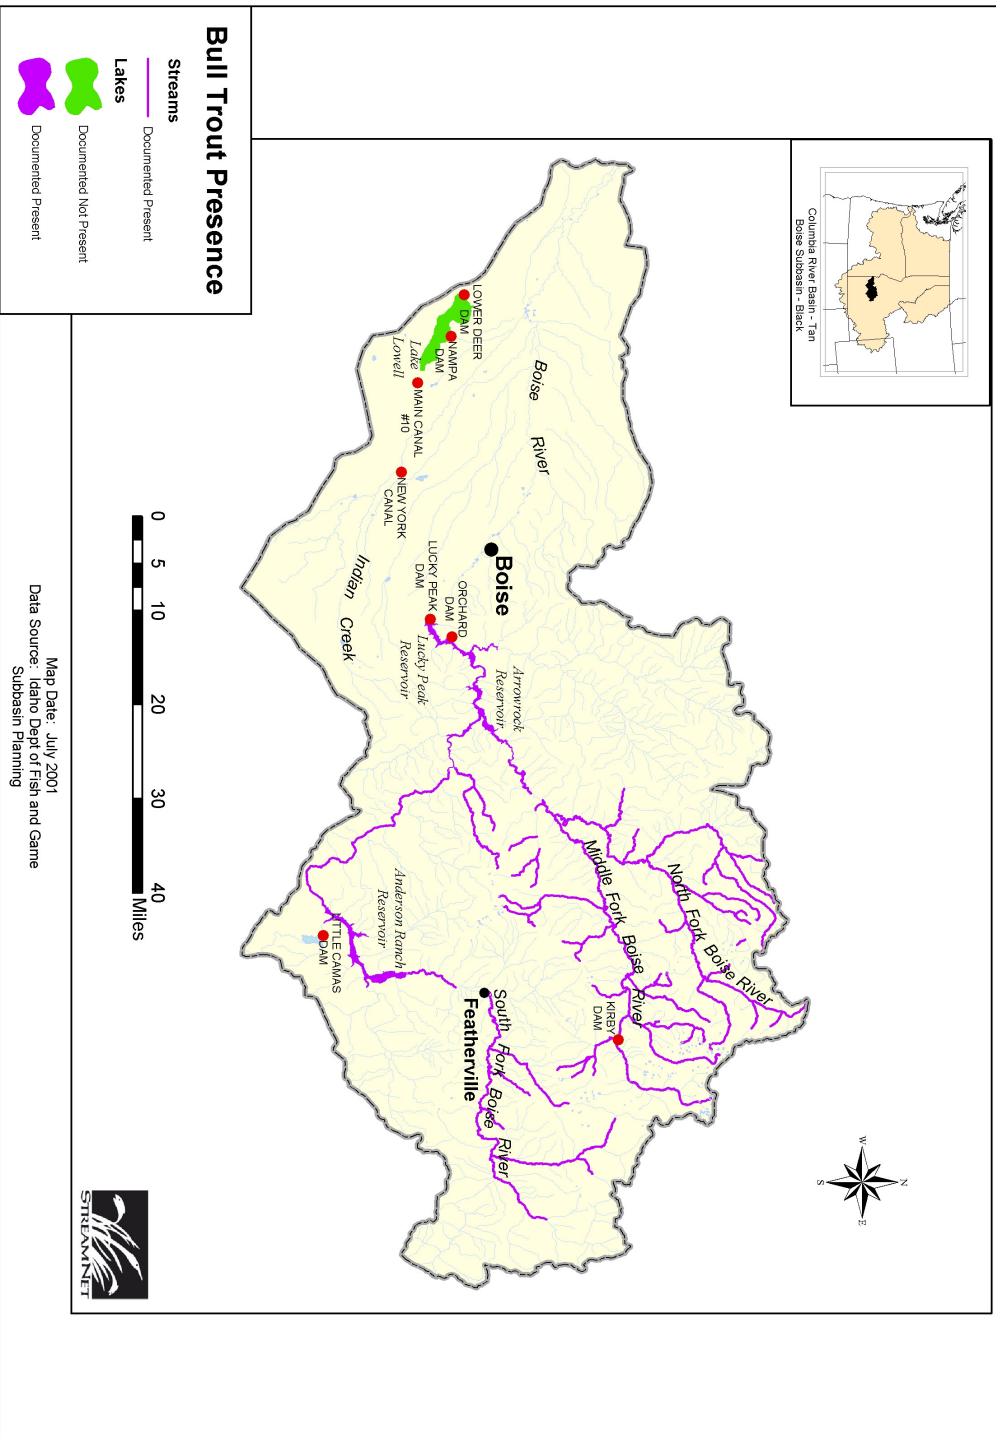 Bull Trout Presence
Streams
Documented Present
Lakes
Documented Not Present
Documented Present
Columbia River Basin - Tan
Boise Subbasin - Black
W
N
S
E
LOWER DEER
DAM
NAMPA
DAM
Lake
Lowell
MAIN CANAL
#10
NEW YORK
CANAL
Boise River
Boise
Indian Creek
LUCKY PEAK
DAM
ORCHARD
DAM
Lucky Peak
Reservoir
Arrowrock
Reservoir
Middle Fork Boise River
North Fork Boise River
KIRBY
DAM
Anderson Ranch
Reservoir
LITTLE CAMAS
DAM
South Fork Boise River
Featherville
0 5 10 20 30 40 Miles
Map Date: July 2001
Data Source: Idaho Dept of Fish and Game
Subbasin Planning
STREAMNET